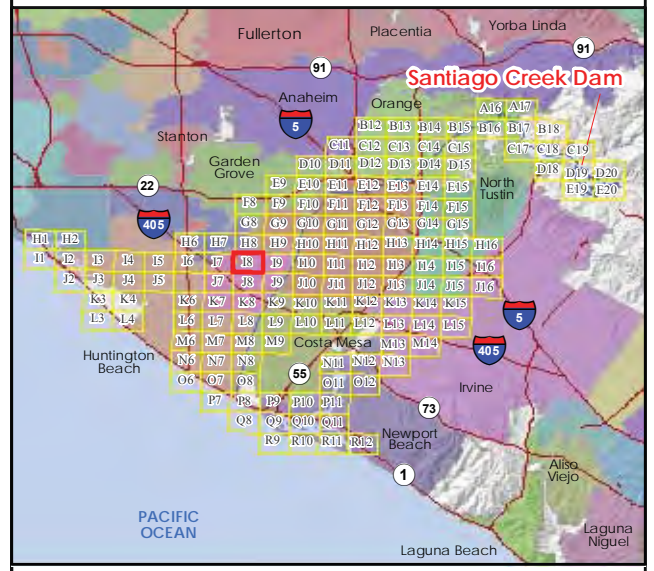 Fullerton
Placentia
Yorba Linda
91
91
Santiago Creek Dam
Anaheim
Orange
A16 A17
5
B12 B13 B14 B15 B16 B17 B18
Stanton
C11 C12 C13 C14 C15 C17 C18 C19
Garden
Grove
D10 D11 D12 D13 D14 D15 D18 D19 D20
22
E9 E10 E11 E12 E13 E14 E15 E19 E20
North
Tustin
F8 F9 F10 F11 F12 F13 F14 F15
405
G8 G9 G10 G11 G12 G13 G14 G15
H1 H2 H6 H7 H8 H9 H10 H11 H12 H13 H14 H15 H16
I1 I2 I3 I4 I5 I6 I7 I8 I9 I10 I11 I12 I13 I14 I15 I16
J2 J3 J4 J5 J7 J8 J9 J10 J11 J12 J13 J14 J15 J16
K3 K4 K6 K7 K8 K9 K10 K11 K12 K13 K14 K15
5
L3 L4 L6 L7 L8 L9 L10 L11 L12 L13 L14 L15
M6 M7 M8 M9 Costa Mesa M13 M14
405
Huntington
Beach
N6 N7 N8 N11 N12 N13
55
O6 O7 O8 O11 O12
Irvine
P7 P8 P9 P10 P11
73
Q8 Q9 Q10 Q11
Newport
Beach
R9 R10 R11 R12
1
Aliso
Viejo
PACIFIC
OCEAN
Laguna
Niguel
Laguna Beach